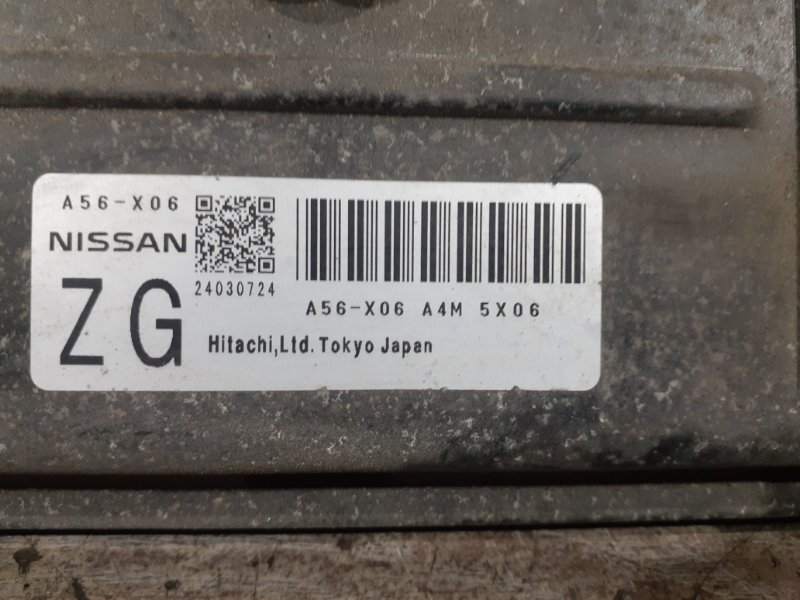 A56-X06
NISSAN
ZG
24030724
A56-X06 A4M 5X06
Hitachi,Ltd. Tokyo Japan